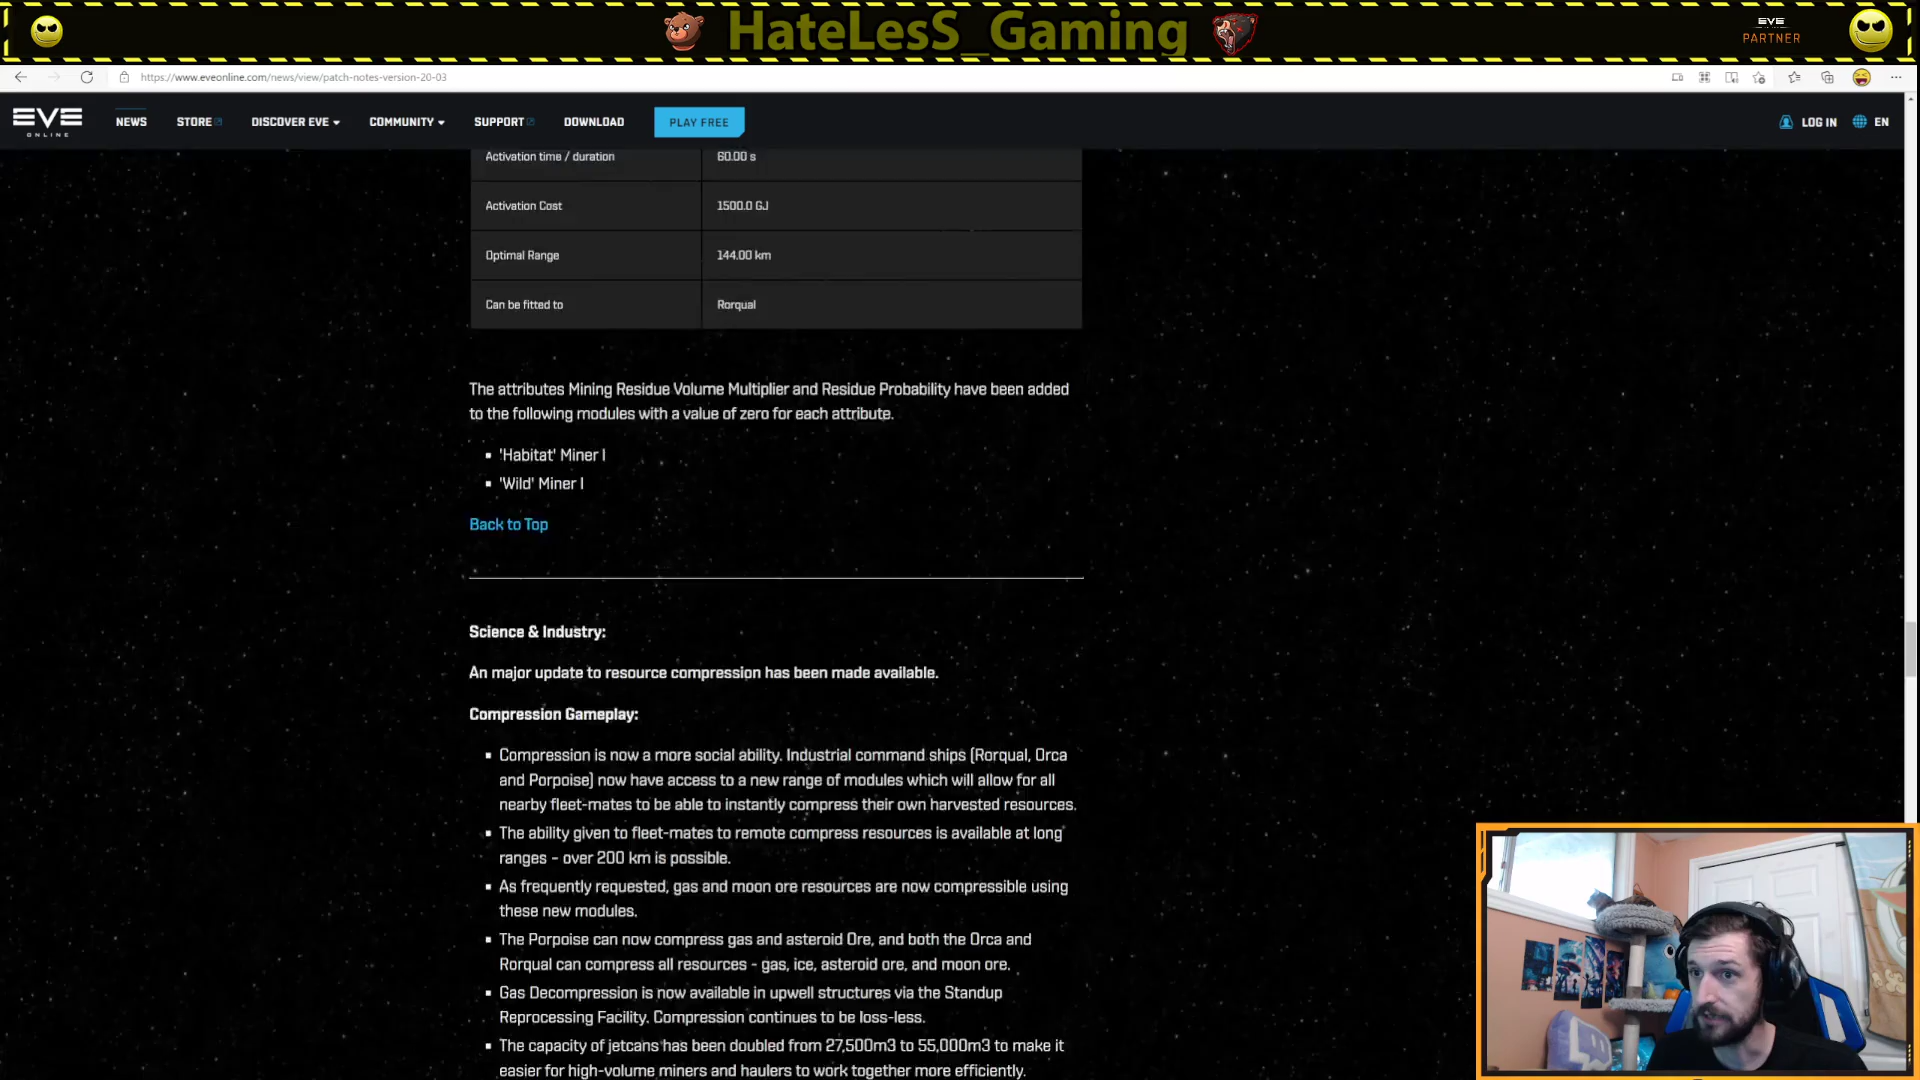 HateLesS_Gaming
EVE
PARTNER
https://www.eveonline.com/news/view/patch-notes-version-20-03
EVE
ONLINE
NEWS
STORE
DISCOVER EVE
COMMUNITY
SUPPORT
DOWNLOAD
PLAY FREE
LOG IN
EN
Activation time / duration 60.00 s
Activation Cost 1500.0 GJ
Optimal Range 144.00 km
Can be fitted to Rorqual
The attributes Mining Residue Volume Multiplier and Residue Probability have been added
to the following modules with a value of zero for each attribute.
▪ 'Habitat' Miner I
▪ 'Wild' Miner I
Back to Top
Science & Industry:
An major update to resource compression has been made available.
Compression Gameplay:
▪ Compression is now a more social ability. Industrial command ships (Rorqual, Orca
and Porpoise) now have access to a new range of modules which will allow for all
nearby fleet-mates to be able to instantly compress their own harvested resources.
▪ The ability given to fleet-mates to remote compress resources is available at long
ranges - over 200 km is possible.
▪ As frequently requested, gas and moon ore resources are now compressible using
these new modules.
▪ The Porpoise can now compress gas and asteroid Ore, and both the Orca and
Rorqual can compress all resources - gas, ice, asteroid ore, and moon ore.
▪ Gas Decompression is now available in upwell structures via the Standup
Reprocessing Facility. Compression continues to be loss-less.
▪ The capacity of jetcans has been doubled from 27,500m3 to 55,000m3 to make it
easier for high-volume miners and haulers to work together more efficiently.